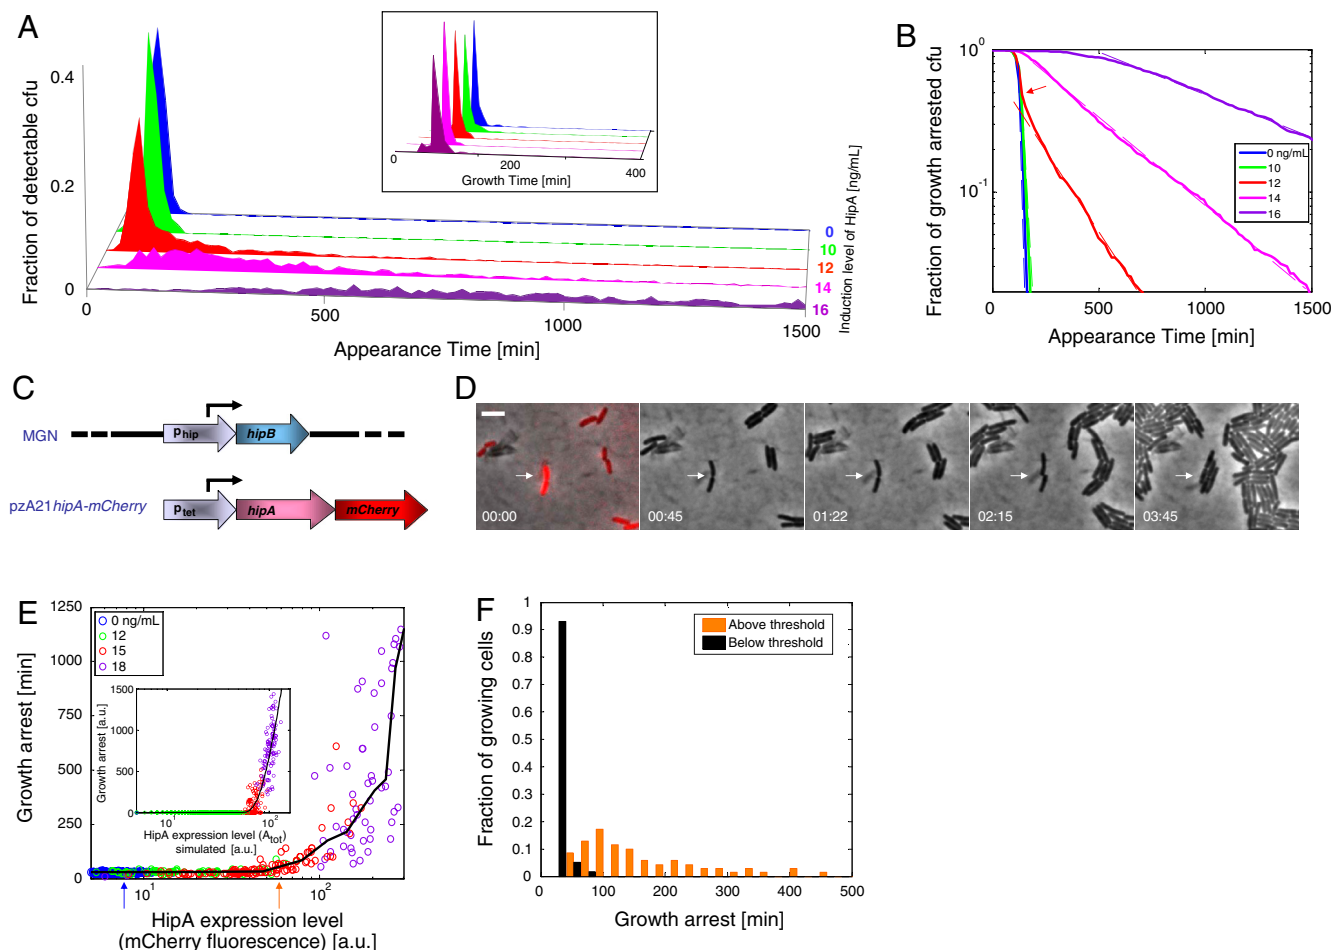 A
Fraction of detectable cfu
0.4
0.2
0
0
500
1000
1500
Appearance Time [min]
0
10
12
14
16
Induction level of HipA [ng/mL]
0
200
400
Growth Time [min]
B
Fraction of growth arrested cfu
10^0
10^-1
0
500
1000
1500
Appearance Time [min]
0 ng/mL
10
12
14
16
C
MGN
p_hip
hipB
pzA21hipA-mCherry
p_tet
hipA
mCherry
D
00:00
00:45
01:22
02:15
03:45
E
Growth arrest [min]
1250
1000
750
500
250
0
0 ng/mL
12
15
18
Growth arrest [a.u.]
1500
1000
500
0
10^1
10^2
HipA expression level (A_tot)
simulated [a.u.]
10^1
10^2
HipA expression level
(mCherry fluorescence) [a.u.]
F
Fraction of growing cells
1
0.9
0.8
0.7
0.6
0.5
0.4
0.3
0.2
0.1
0
0
100
200
300
400
500
Growth arrest [min]
Above threshold
Below threshold